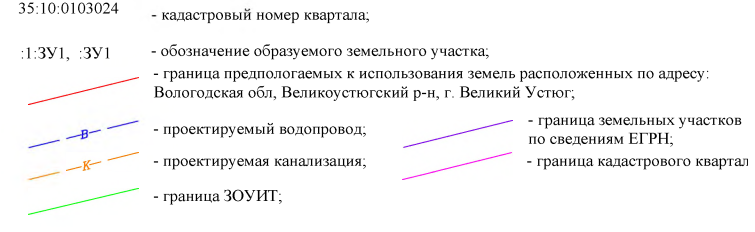 35:10:0103024 - кадастровый номер квартала;
:1:ЗУ1, :ЗУ1 - обозначение образуемого земельного участка;
- граница предпологаемых к использования земель расположенных по адресу:
Вологодская обл, Великоустюгский р-н, г. Великий Устюг;
В - проектируемый водопровод;
- граница земельных участков
по сведениям ЕГРН;
К - проектируемая канализация;
- граница кадастрового квартал
- граница ЗОУИТ;